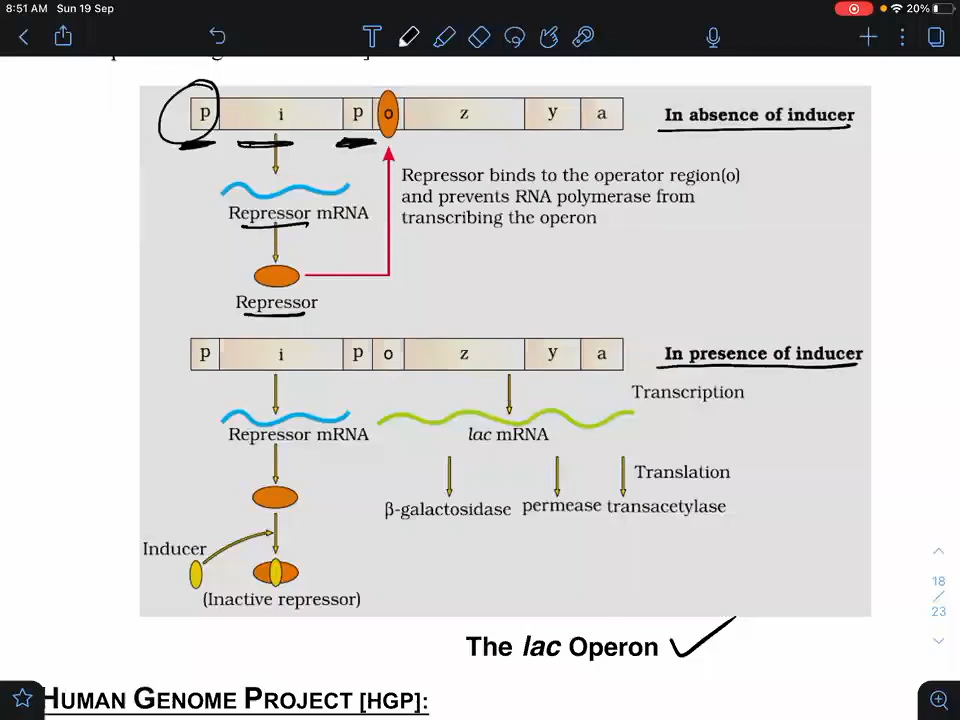 8:51 AM Sun 19 Sep
20%
T
p i p o z y a
In absence of inducer
Repressor binds to the operator region(o)
and prevents RNA polymerase from
transcribing the operon
Repressor mRNA
Repressor
p i p o z y a
In presence of inducer
Transcription
Repressor mRNA
lac mRNA
Translation
β-galactosidase permease transacetylase
Inducer
(Inactive repressor)
18
/
23
The lac Operon
HUMAN GENOME PROJECT [HGP]: